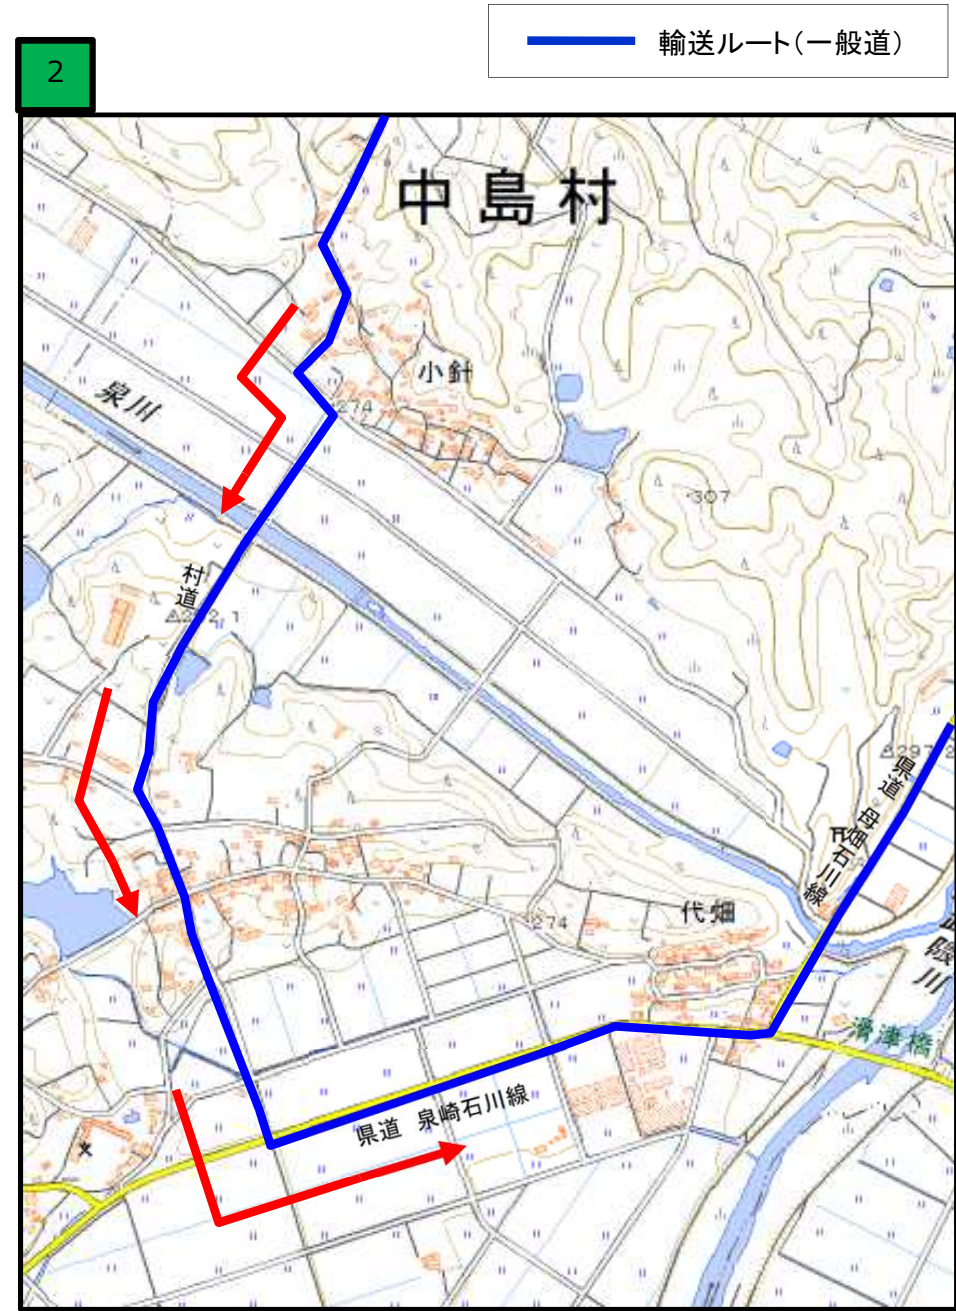 輸送ルート(一般道)
2
中島村
小針
274
泉川
307
村道
県道 母畑石川線
代畑
274
隈川
滑津橋
県道 泉崎石川線